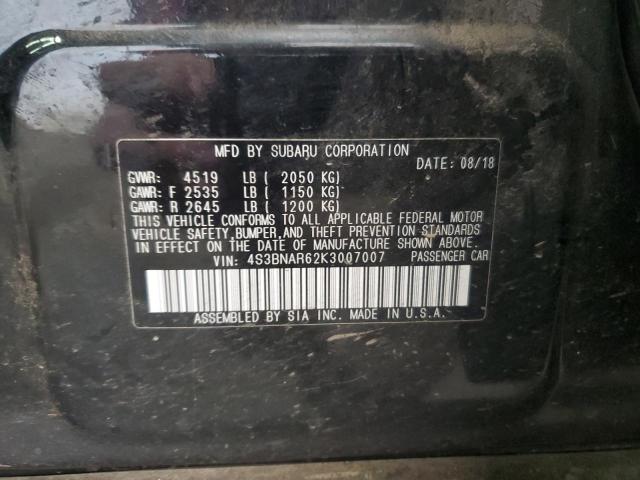 MFD BY SUBARU CORPORATION
DATE: 08/18
GVWR: 4519 LB ( 2050 KG)
GAWR: F 2535 LB ( 1150 KG)
GAWR: R 2645 LB ( 1200 KG)
THIS VEHICLE CONFORMS TO ALL APPLICABLE FEDERAL MOTOR
VEHICLE SAFETY, BUMPER, AND THEFT PREVENTION STANDARDS
IN EFFECT ON THE DATE OF MANUFACTURE SHOWN ABOVE.
VIN: 4S3BNAR62K3007007 PASSENGER CAR
ASSEMBLED BY SIA INC. MADE IN U.S.A.